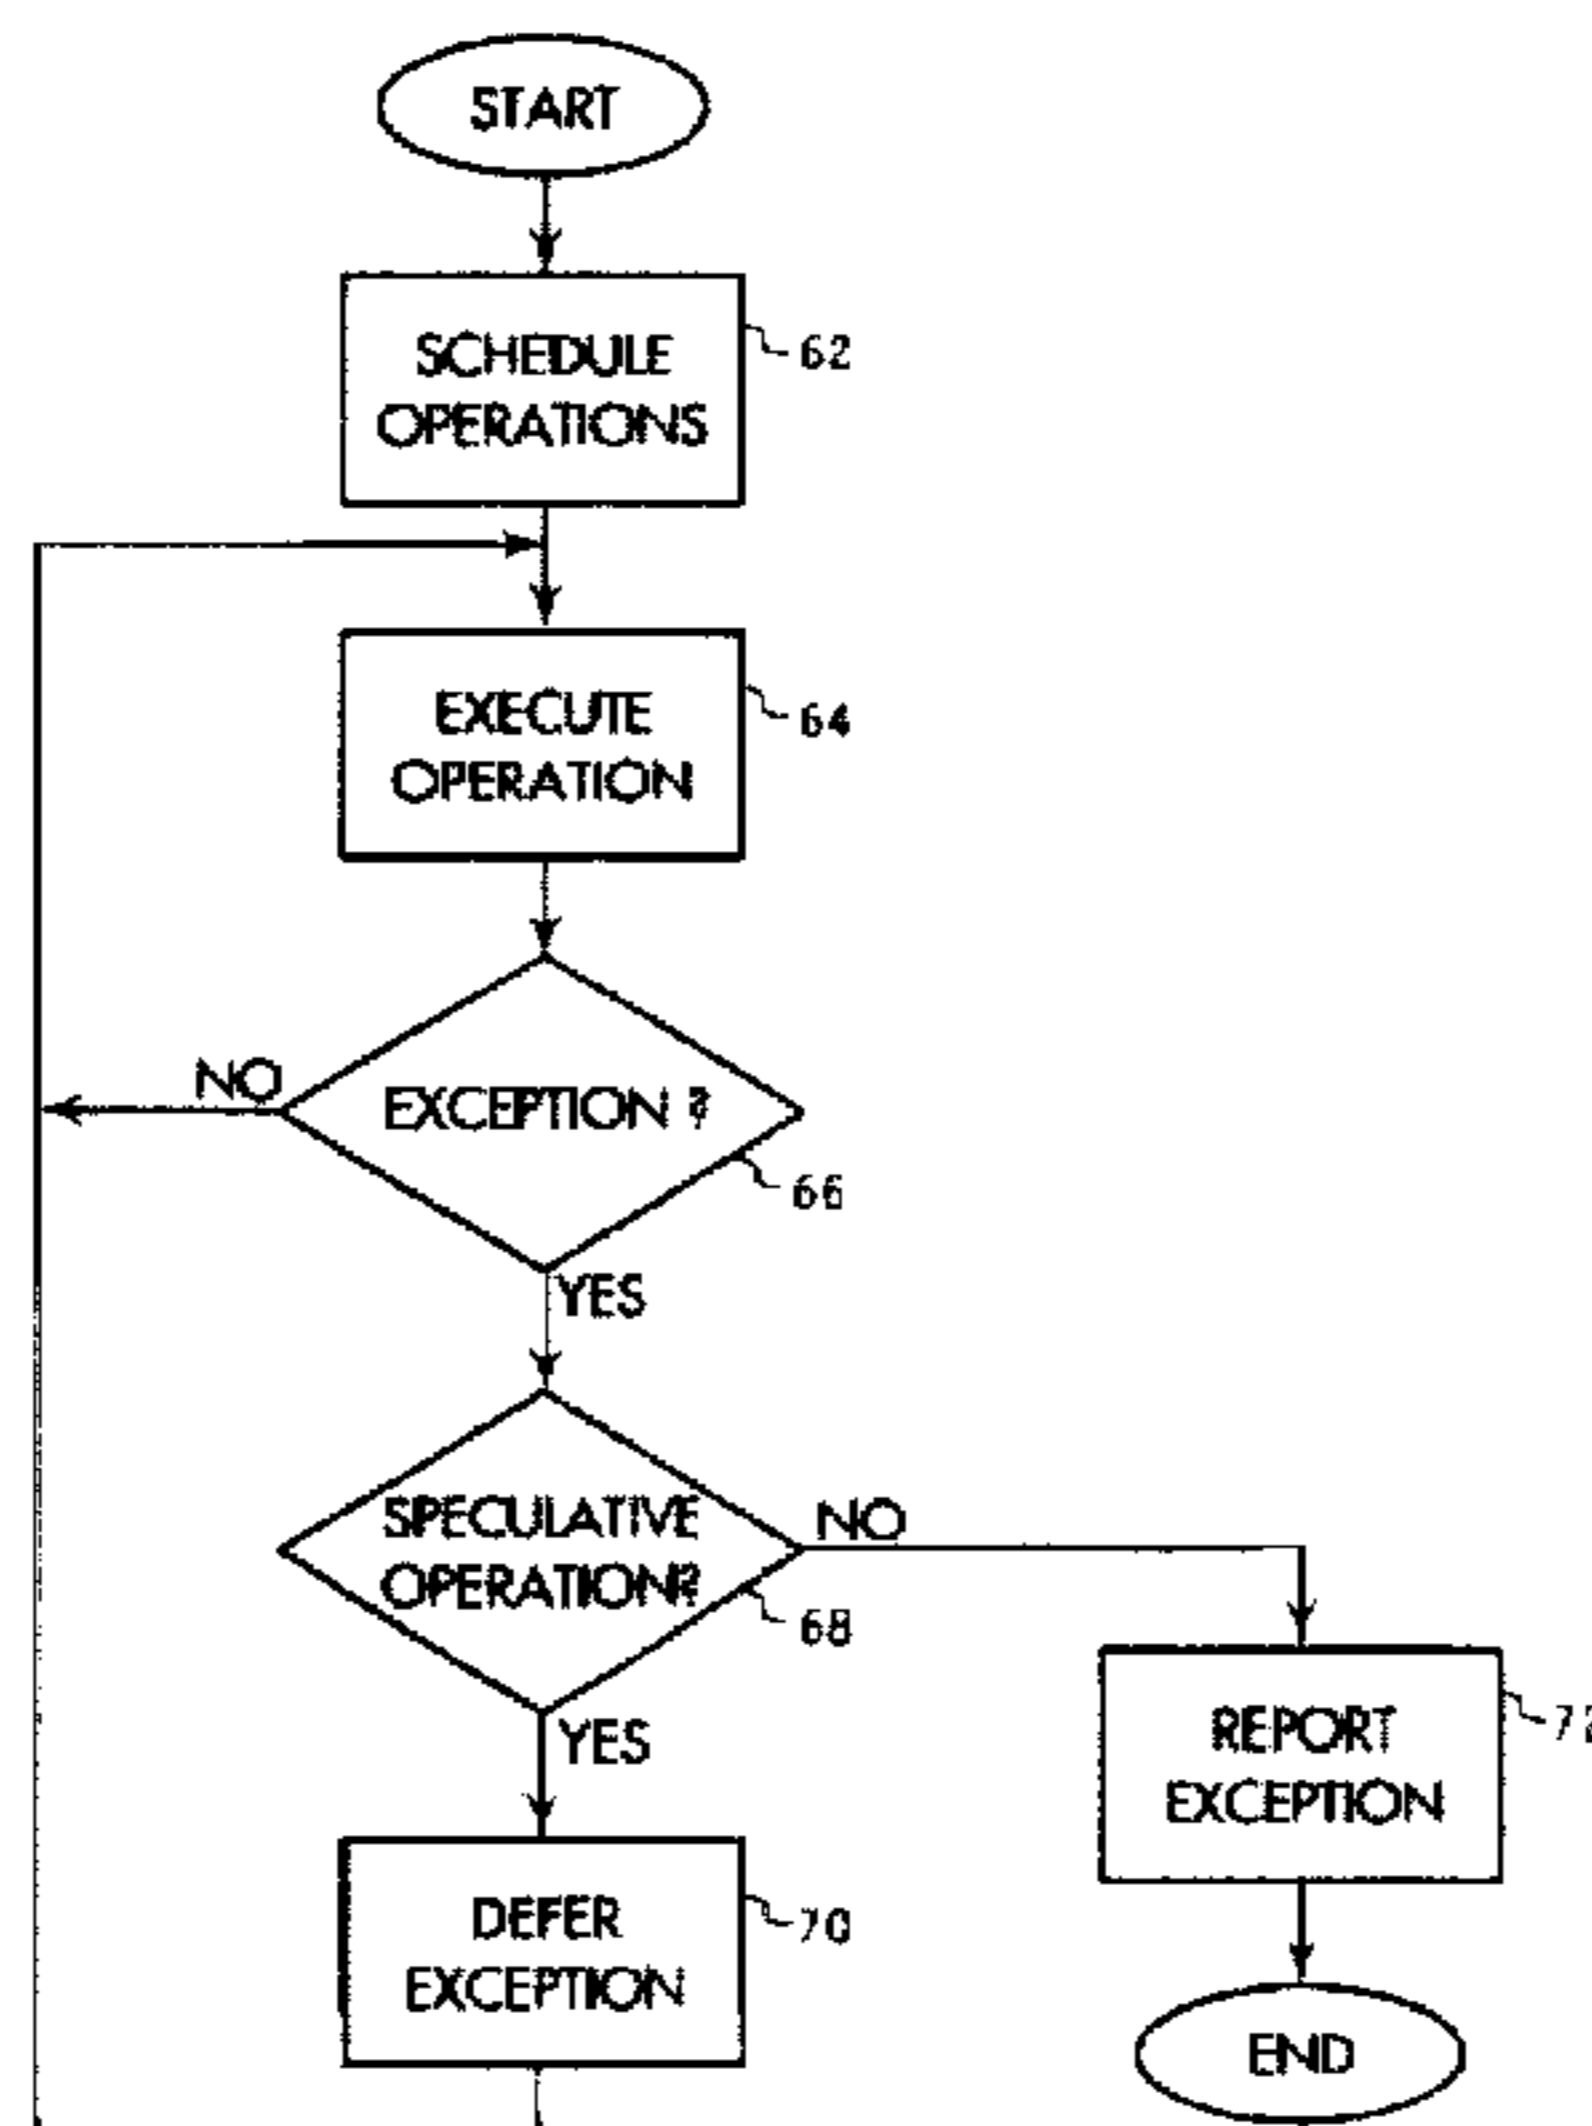 START
SCHEDULE
OPERATIONS
62
EXECUTE
OPERATION
64
NO
EXCEPTION ?
66
YES
SPECULATIVE
OPERATION?
NO
68
YES
REPORT
EXCEPTION
72
DEFER
EXCEPTION
70
END